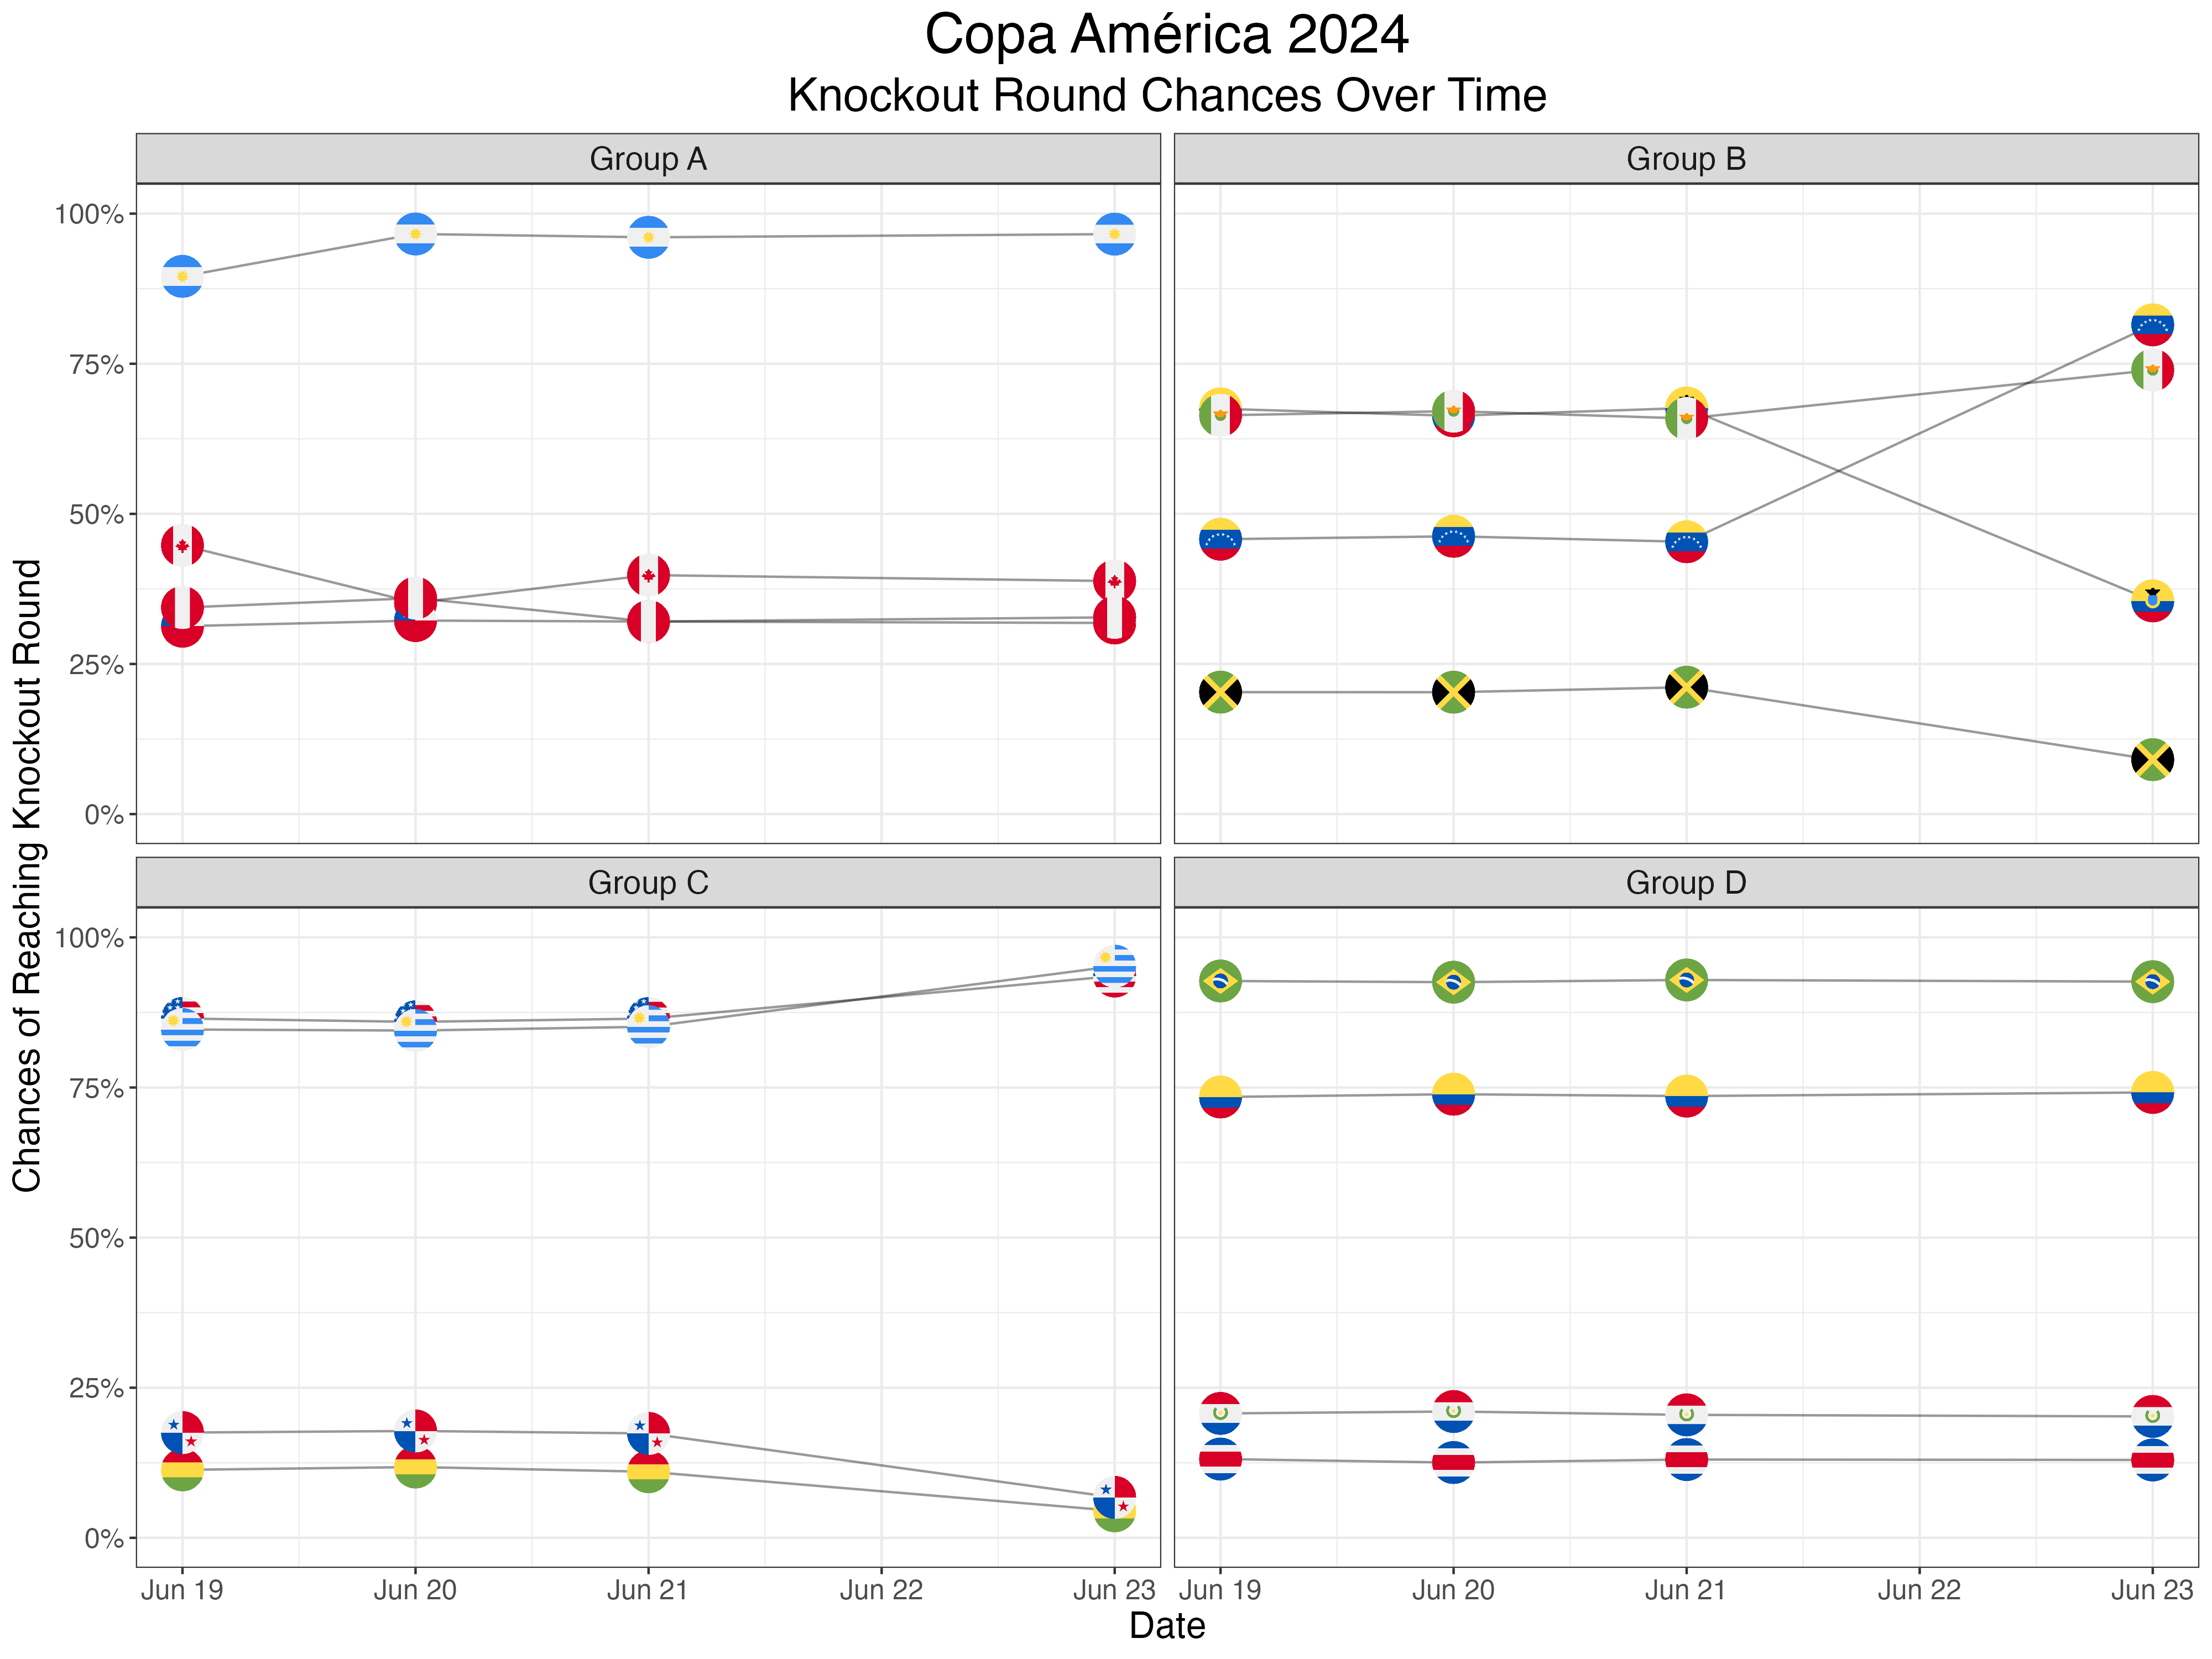 Copa América 2024
Knockout Round Chances Over Time
Group A
Group B
100%
75%
50%
25%
0%
Group C
Group D
100%
75%
50%
25%
0%
Chances of Reaching Knockout Round
Jun 19 Jun 20 Jun 21 Jun 22 Jun 23
Jun 19 Jun 20 Jun 21 Jun 22 Jun 23
Date